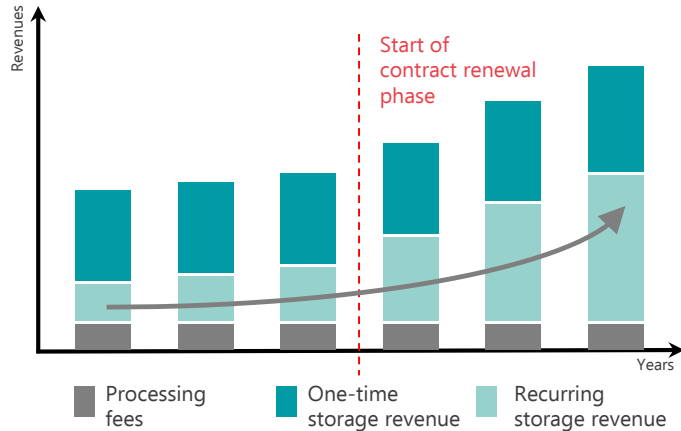 Revenues
Start of
contract renewal
phase
Years
Processing
fees
One-time
storage revenue
Recurring
storage revenue